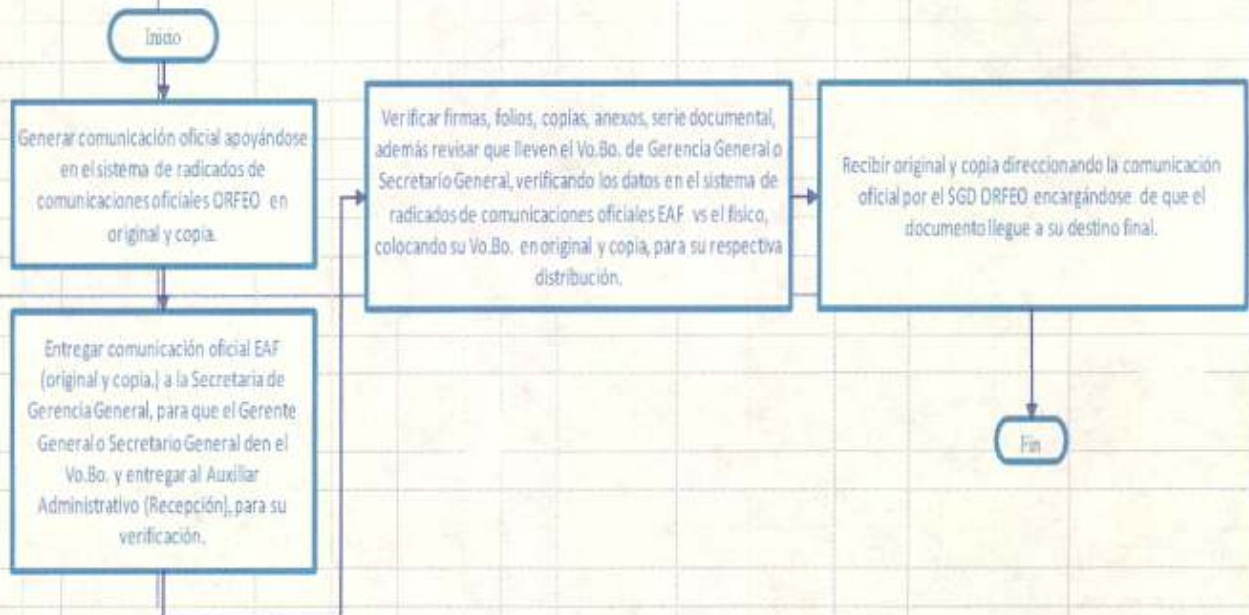 Inicio
Generar comunicación oficial apoyándose
en el sistema de radicados de
comunicaciones oficiales ORFEO en
original y copia.
Entregar comunicación oficial EAF
(original y copia.) a la Secretaria de
Gerencia General, para que el Gerente
General o Secretario General den el
Vo.Bo. y entregar al Auxiliar
Administrativo (Recepción), para su
verificación.
Verificar firmas, folios, copias, anexos, serie documental,
además revisar que lleven el Vo.Bo. de Gerencia General o
Secretario General, verificando los datos en el sistema de
radicados de comunicaciones oficiales EAF vs el físico,
colocando su Vo.Bo. en original y copia, para su respectiva
distribución.
Recibir original y copia direccionando la comunicación
oficial por el SGD ORFEO encargándose de que el
documento llegue a su destino final.
Fin